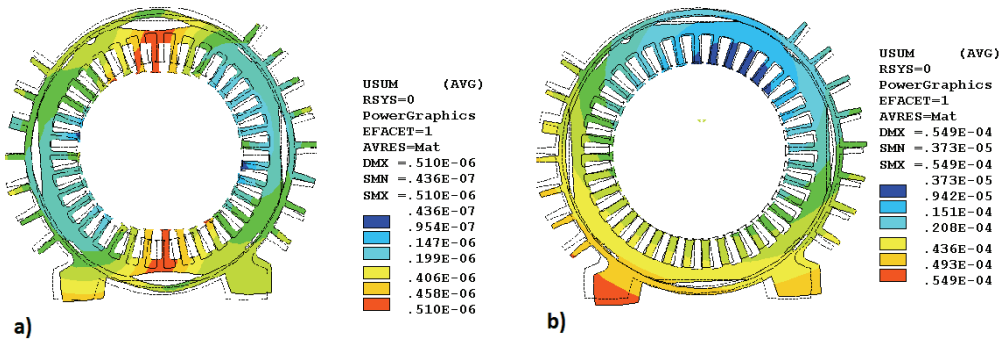 USUM (AVG)
RSYS=0
PowerGraphics
EFACET=1
AVRES=Mat
DMX =.510E-06
SMN =.436E-07
SMX =.510E-06
.436E-07
.954E-07
.147E-06
.199E-06
.406E-06
.458E-06
.510E-06
a)
USUM (AVG)
RSYS=0
PowerGraphics
EFACET=1
AVRES=Mat
DMX =.549E-04
SMN =.373E-05
SMX =.549E-04
.373E-05
.942E-05
.151E-04
.208E-04
.436E-04
.493E-04
.549E-04
b)